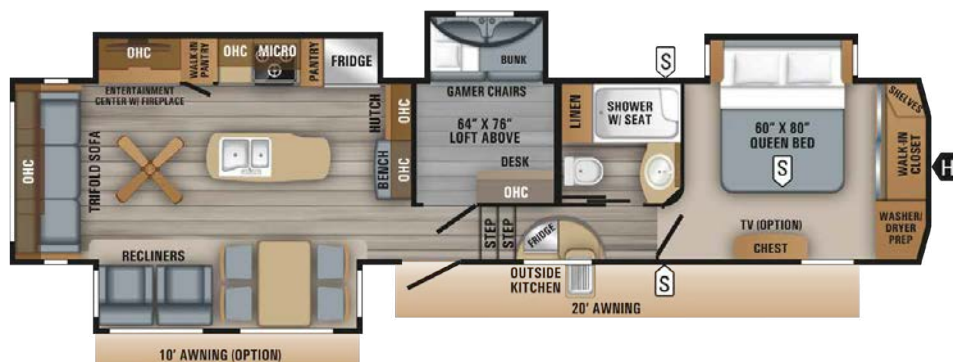 OHC
WALK-IN
PANTRY
OHC
MICRO
PANTRY
FRIDGE
ENTERTAINMENT
CENTER W/ FIREPLACE
OHC
TRIFOLD SOFA
HUTCH
BENCH
OHC
OHC
BUNK
GAMER CHAIRS
64" X 76"
LOFT ABOVE
DESK
OHC
LINEN
SHOWER
W/ SEAT
S
60" X 80"
QUEEN BED
S
SHELVES
WALK-IN
CLOSET
H
WASHER/
DRYER
PREP
TV (OPTION)
CHEST
STEP
STEP
FRIDGE
RECLINERS
OUTSIDE
KITCHEN
S
20' AWNING
10' AWNING (OPTION)